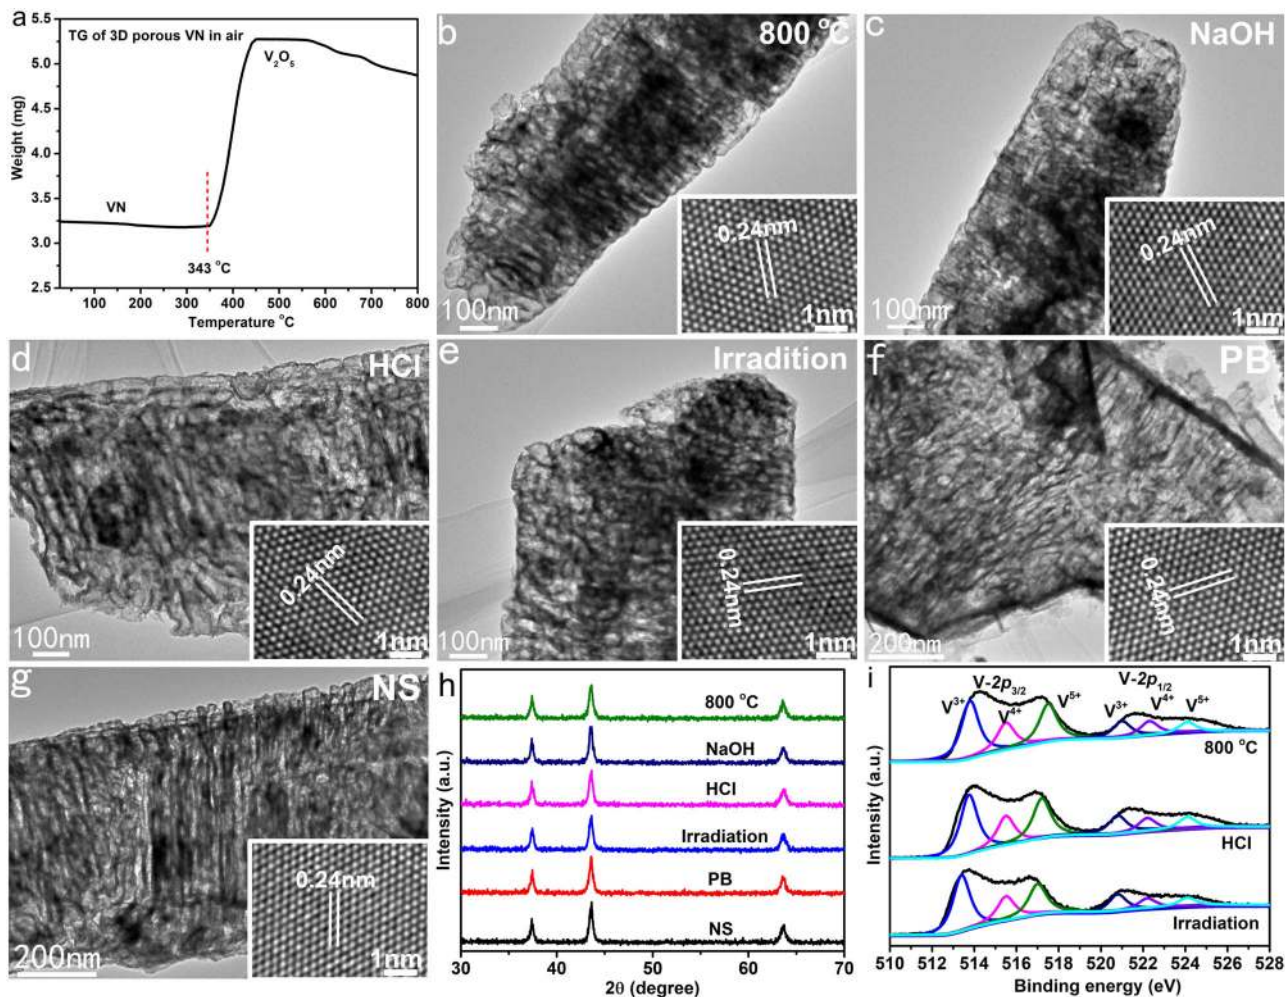 a
TG of 3D porous VN in air
V₂O₅
VN
343 °C
Weight (mg)
5.5
5.0
4.5
4.0
3.5
3.0
2.5
100 200 300 400 500 600 700 800
Temperature °C
b
800 °C
0.24nm
100nm
1nm
c
NaOH
0.24nm
100nm
1nm
d
HCl
0.24nm
100nm
1nm
e
Irradition
0.24nm
100nm
1nm
f
PB
0.24nm
200nm
1nm
g
NS
0.24nm
200nm
1nm
h
800 °C
NaOH
HCl
Irradiation
PB
NS
Intensity (a.u.)
30 40 50 60 70
2θ (degree)
i
V-2p₃/₂
V-2p₁/₂
V³⁺ V⁴⁺ V⁵⁺ V³⁺ V⁴⁺ V⁵⁺
800 °C
HCl
Irradiation
Intensity (a.u.)
510 512 514 516 518 520 522 524 526 528
Binding energy (eV)